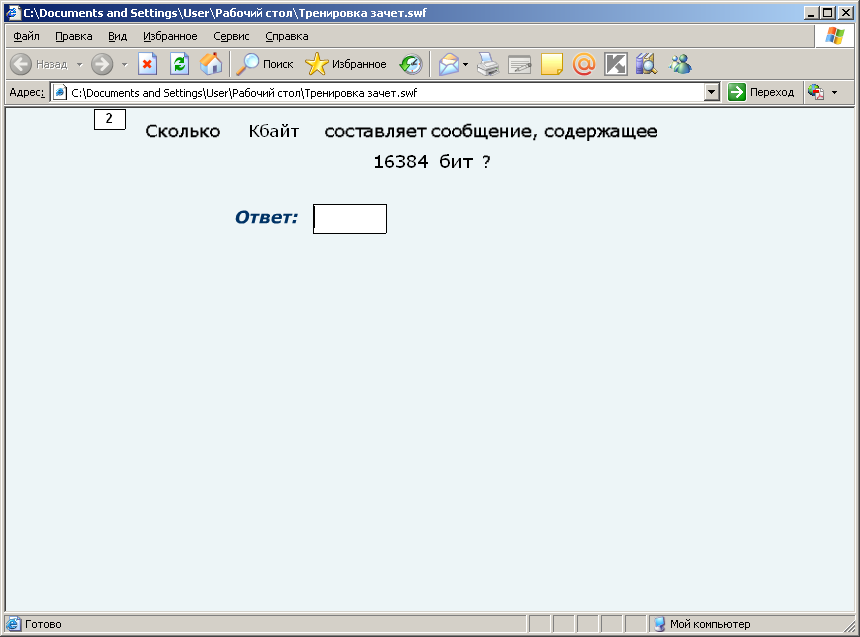 C:\Documents and Settings\User\Рабочий стол\Тренировка зачет.swf
Файл Правка Вид Избранное Сервис Справка
Назад Поиск Избранное
Адрес: C:\Documents and Settings\User\Рабочий стол\Тренировка зачет.swf Переход
2
Сколько Кбайт составляет сообщение, содержащее
16384 бит ?
Ответ:
Готово Мой компьютер